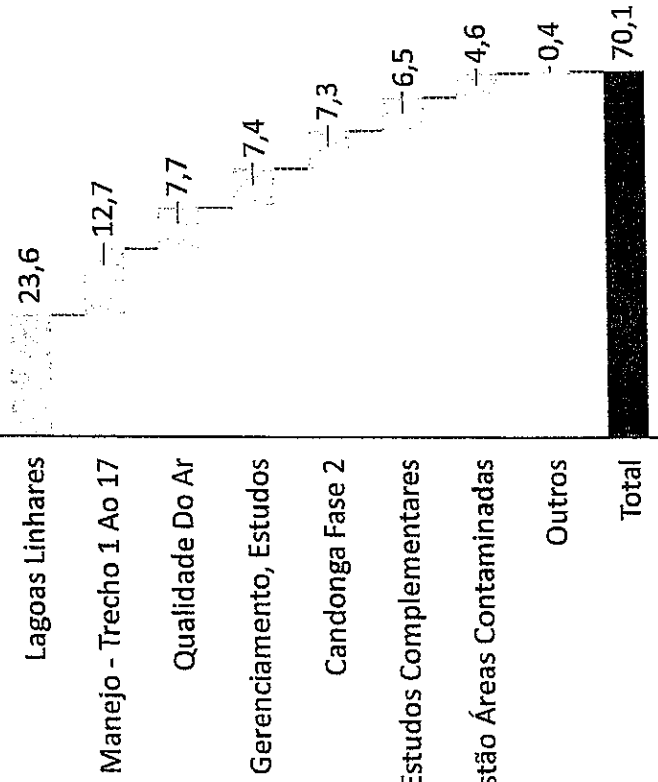 Lagoas Linhares 23,6
Manejo - Trecho 1 Ao 17 12,7
Qualidade Do Ar 7,7
Gerenciamento, Estudos 7,4
Candonga Fase 2 7,3
Estudos Complementares 6,5
stão Áreas Contaminadas 4,6
Outros 0,4
Total 70,1